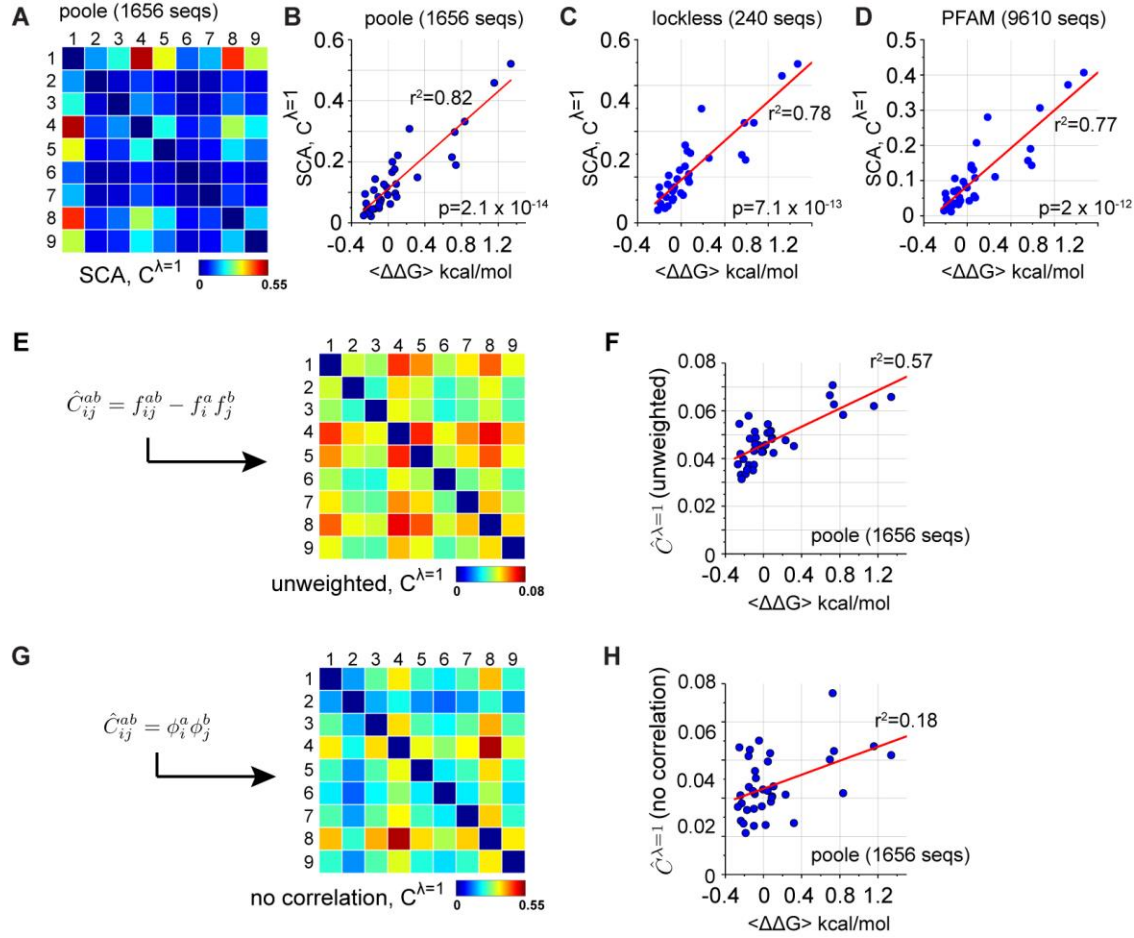 A
1 2 3 4 5 6 7 8 9
1
2
3
4
5
6
7
8
9
SCA, C^λ=1
0 0.55
B
poole (1656 seqs)
0.6
0.4
0.2
0
SCA, C^λ=1
r²=0.82
p=2.1 x 10⁻¹⁴
-0.4 0 0.4 0.8 1.2
<ΔΔG> kcal/mol
C
lockless (240 seqs)
0.6
0.4
0.2
0
SCA, C^λ=1
r²=0.78
p=7.1 x 10⁻¹³
-0.4 0 0.4 0.8 1.2
<ΔΔG> kcal/mol
D
PFAM (9610 seqs)
0.5
0.4
0.3
0.2
0.1
0
SCA, C^λ=1
r²=0.77
p=2 x 10⁻¹²
-0.4 0 0.4 0.8 1.2
<ΔΔG> kcal/mol
E
Ĉ_ij^ab = f_ij^ab − f_i^a f_j^b
1 2 3 4 5 6 7 8 9
1
2
3
4
5
6
7
8
9
unweighted, C^λ=1
0 0.08
F
0.08
0.06
0.04
0.02
0
Ĉ^λ=1 (unweighted)
r²=0.57
poole (1656 seqs)
-0.4 0 0.4 0.8 1.2
<ΔΔG> kcal/mol
G
Ĉ_ij^ab = ϕ_i^a ϕ_j^b
1 2 3 4 5 6 7 8 9
1
2
3
4
5
6
7
8
9
no correlation, C^λ=1
0 0.55
H
0.08
0.06
0.04
0.02
0
Ĉ^λ=1 (no correlation)
r²=0.18
poole (1656 seqs)
-0.4 0 0.4 0.8 1.2
<ΔΔG> kcal/mol